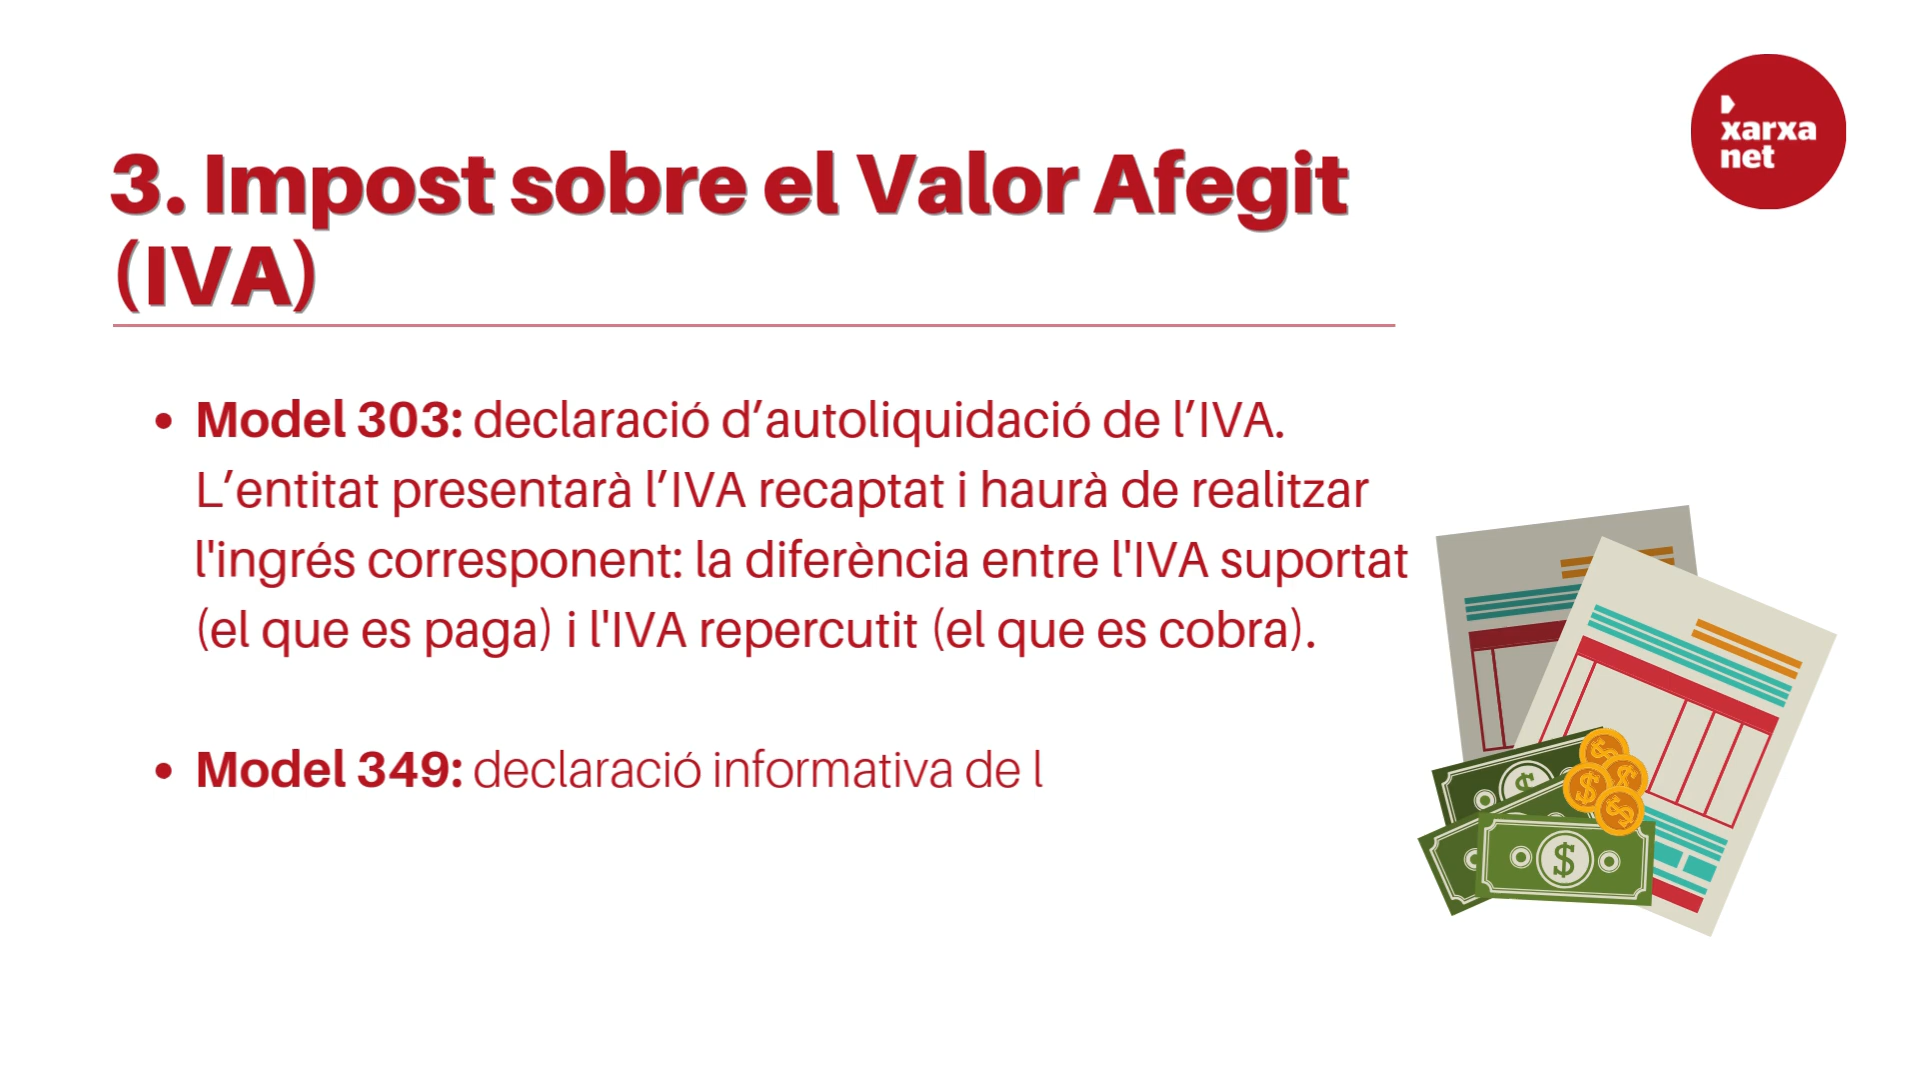 xarxa
net
3. Impost sobre el Valor Afegit
(IVA)
• Model 303: declaració d’autoliquidació de l’IVA.
L’entitat presentarà l’IVA recaptat i haurà de realitzar
l'ingrés corresponent: la diferència entre l'IVA suportat
(el que es paga) i l'IVA repercutit (el que es cobra).
• Model 349: declaració informativa de l